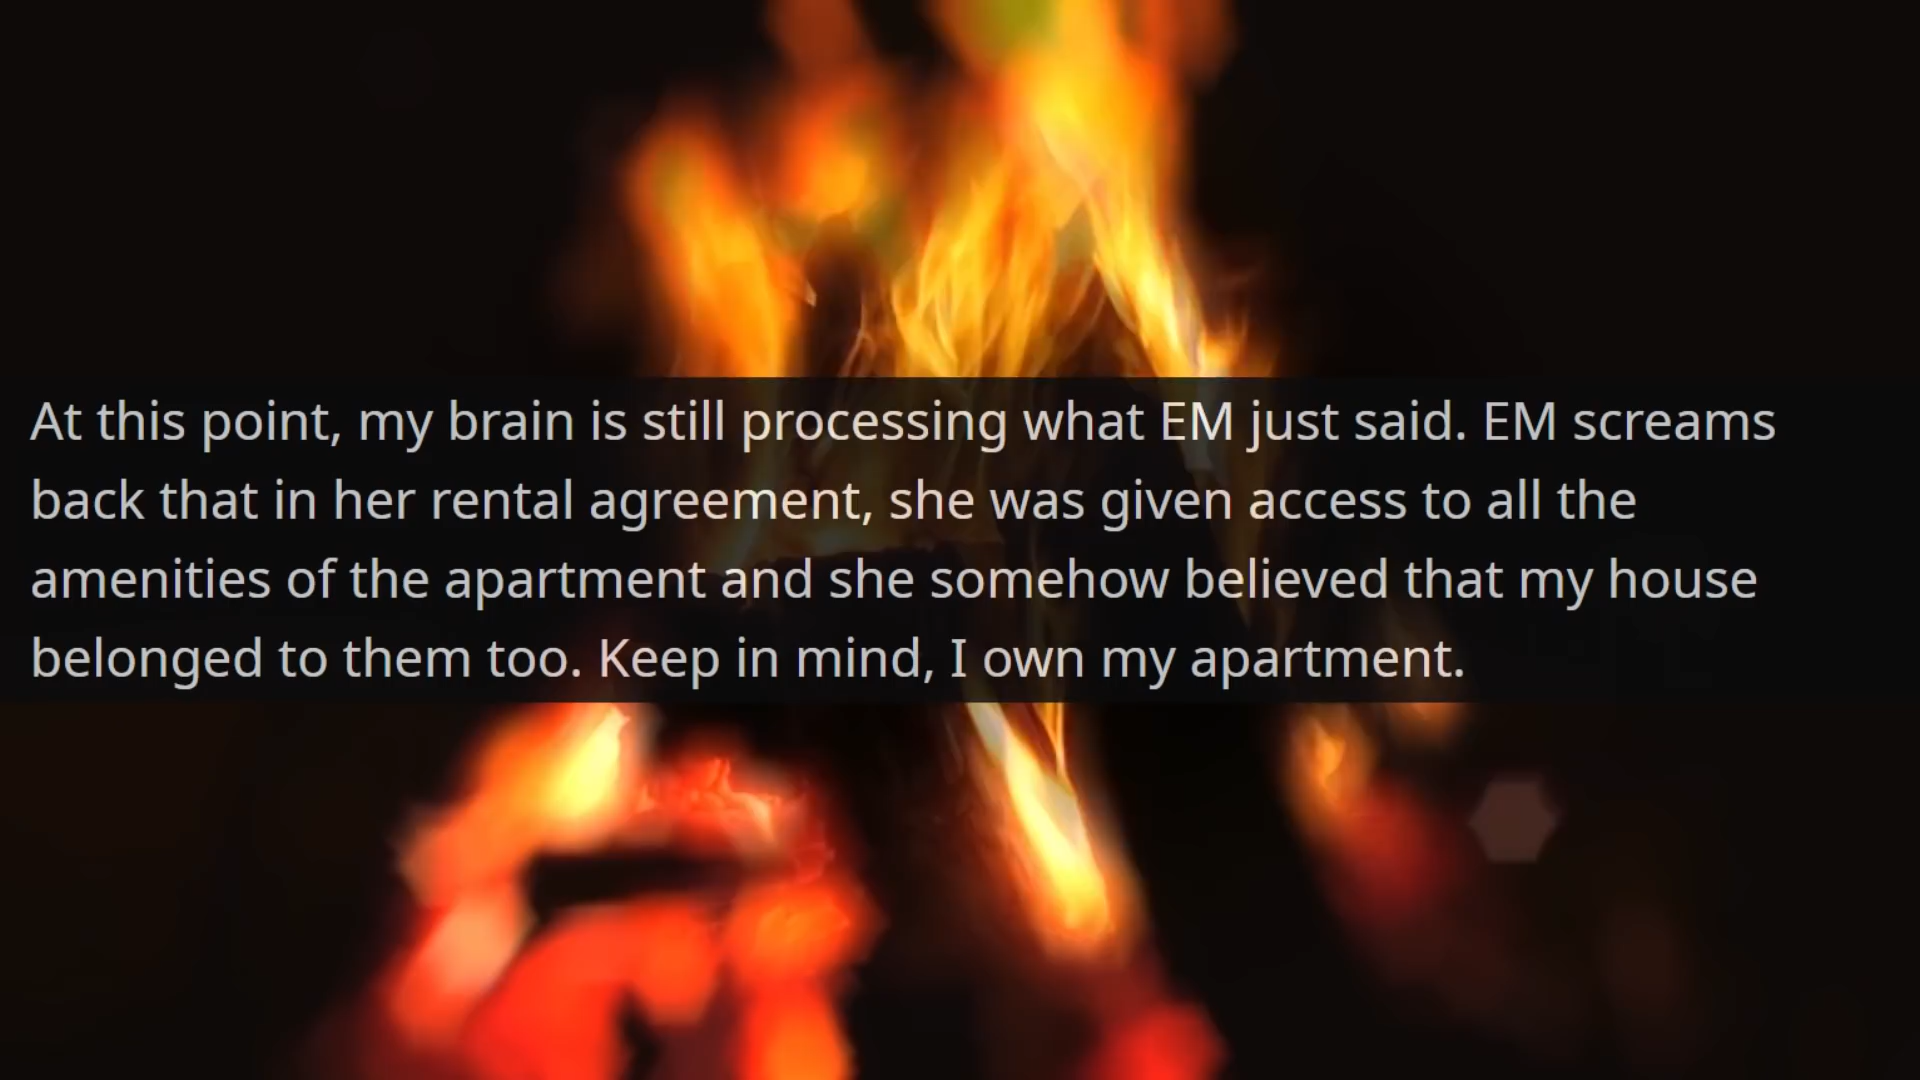 At this point, my brain is still processing what EM just said. EM screams
back that in her rental agreement, she was given access to all the
amenities of the apartment and she somehow believed that my house
belonged to them too. Keep in mind, I own my apartment.